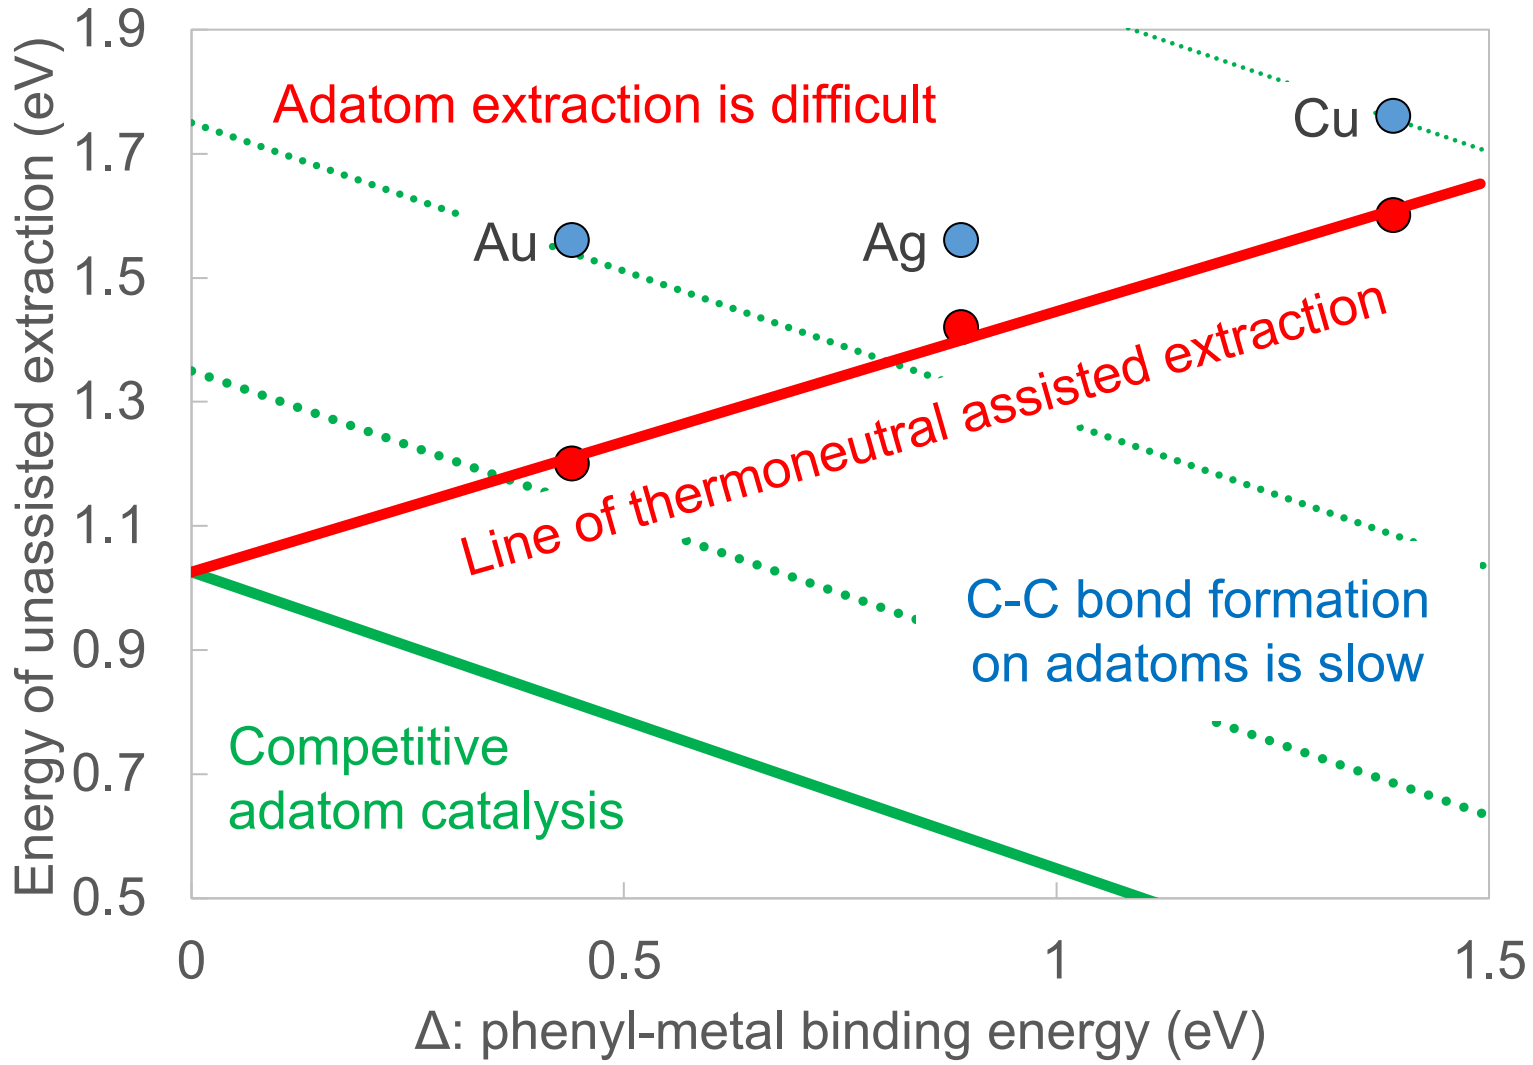 Energy of unassisted extraction (eV)
1.9
1.7
1.5
1.3
1.1
0.9
0.7
0.5
Adatom extraction is difficult
Cu
Au
Ag
Line of thermoneutral assisted extraction
C-C bond formation
on adatoms is slow
Competitive
adatom catalysis
0
0.5
1
1.5
Δ: phenyl-metal binding energy (eV)